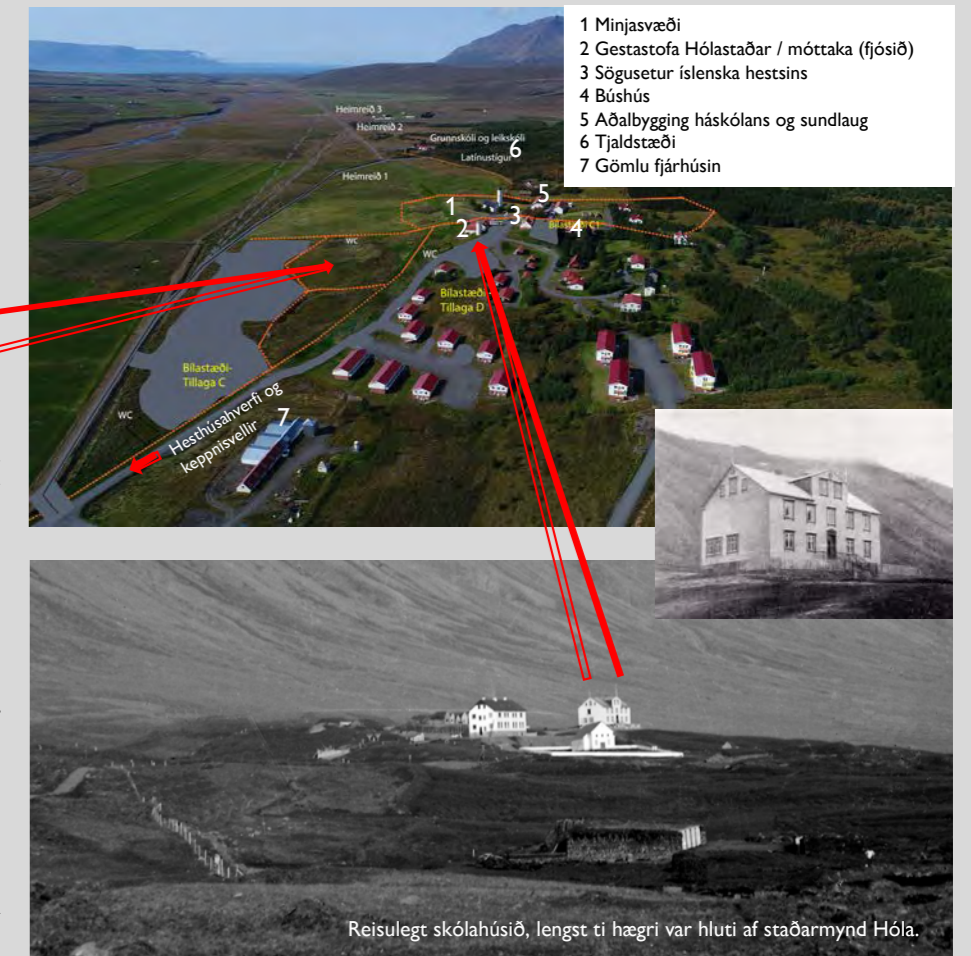 1 Minjasvæði
2 Gestastofa Hólastaðar / móttaka (fjósið)
3 Sögusetur íslenska hestsins
4 Búshús
5 Aðalbygging háskólans og sundlaug
6 Tjaldstæði
7 Gömlu fjárhúsin
Heimreið 3
Heimreið 2
Grunnskóli og leikskóli
6
Latínustígur
Heimreið 1
5
1
3
2
Bílastæði C1
4
WC
WC
Bílastæði-
Tillaga D
Bílastæði-
Tillaga C
WC
7
Hesthúsahverfi og
keppnisvellir
Reisulegt skólahúsið, lengst ti hægri var hluti af staðarmynd Hóla.